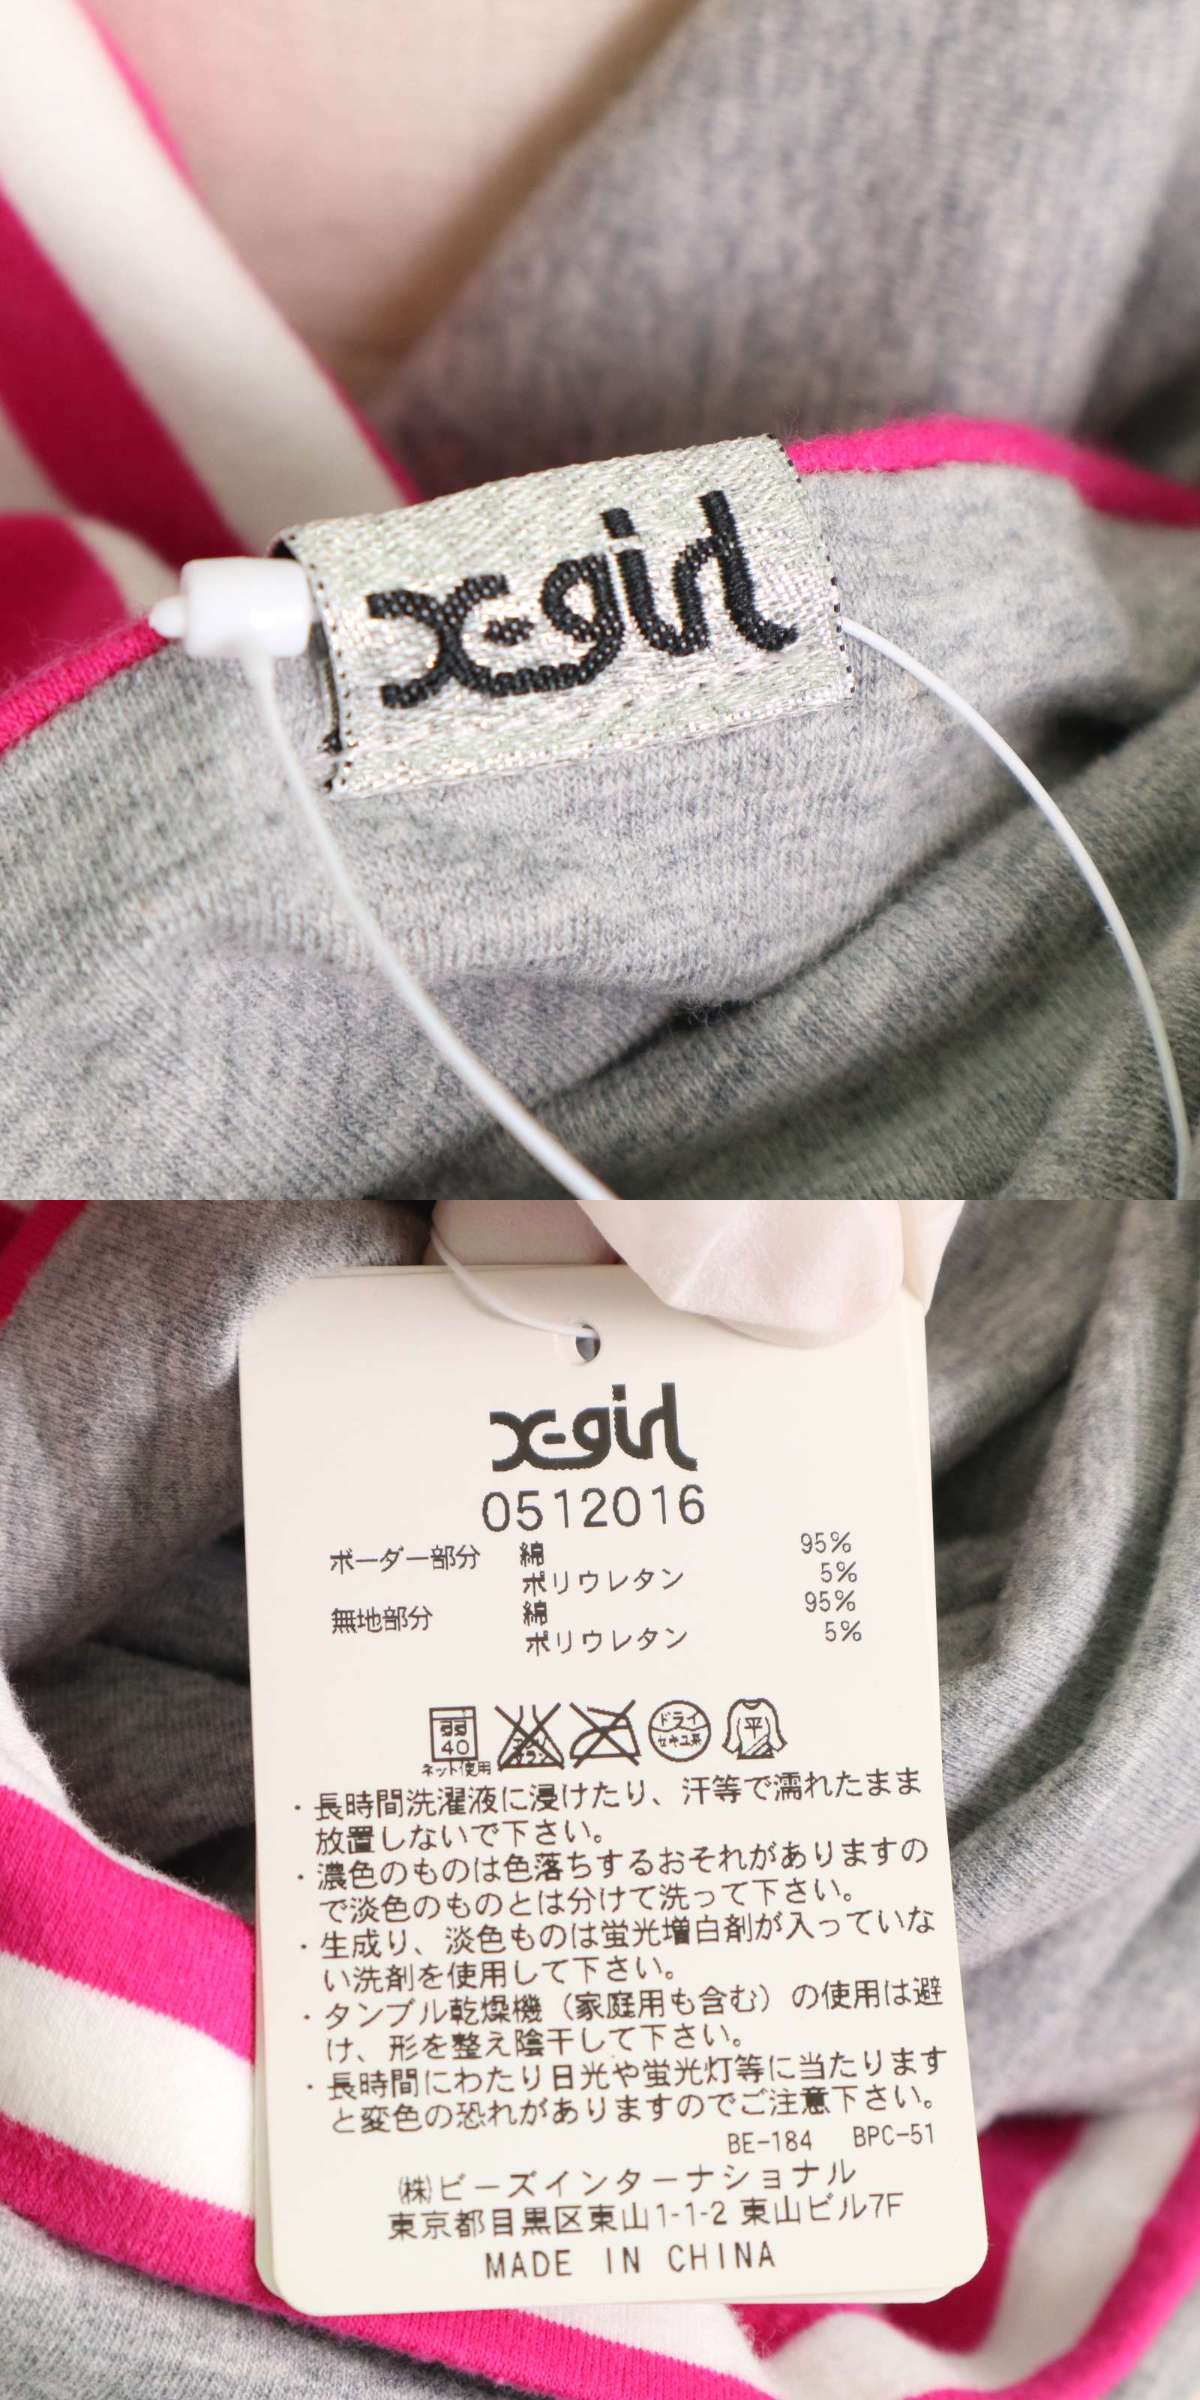 X-girl
X-girl
0512016
ボーダー部分 綿 95%
ポリウレタン 5%
無地部分 綿 95%
ポリウレタン 5%
弱 40 ネット使用 ドライ セキユ系 平
・長時間洗濯液に浸けたり、汗等で濡れたまま
放置しないで下さい。
・濃色のものは色落ちするおそれがありますの
で淡色のものとは分けて洗って下さい。
・生成り、淡色ものは蛍光増白剤が入っていな
い洗剤を使用して下さい。
・タンブル乾燥機（家庭用も含む）の使用は避
け、形を整え陰干して下さい。
・長時間にわたり日光や蛍光灯等に当たります
と変色の恐れがありますのでご注意下さい。
BE-184 BPC-51
㈱ビーズインターナショナル
東京都目黒区東山1-1-2 東山ビル7F
MADE IN CHINA